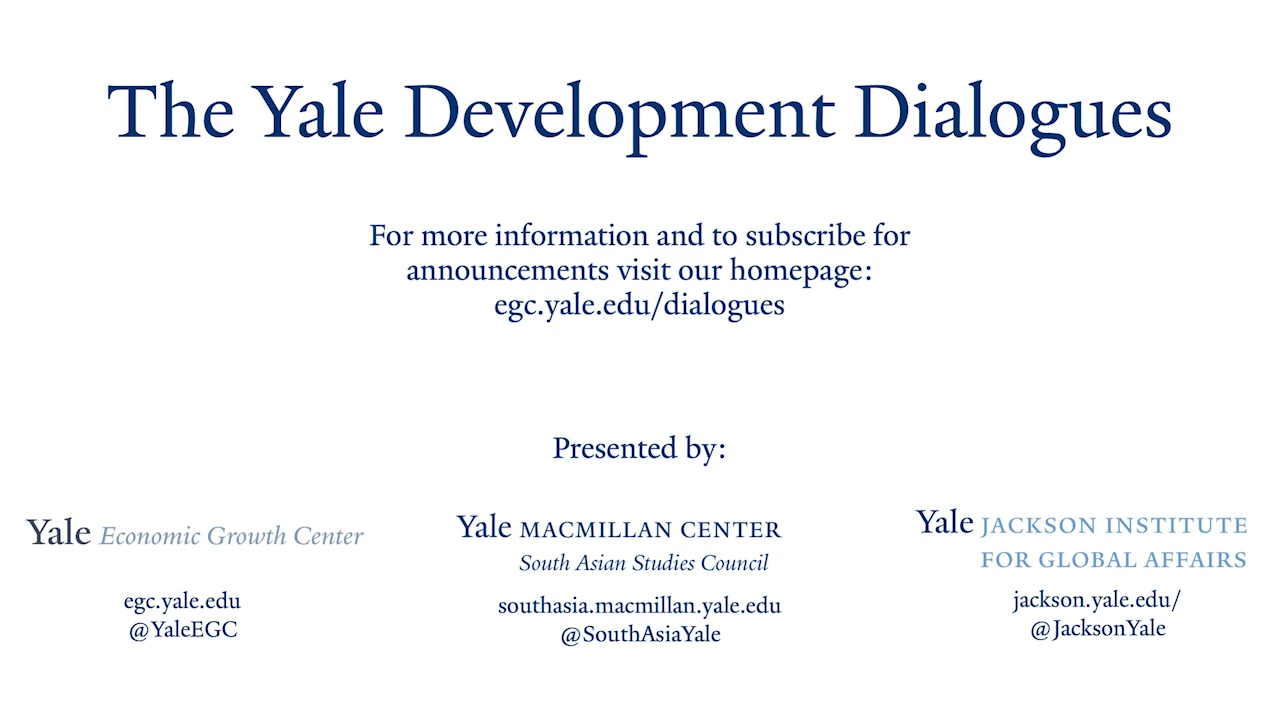 The Yale Development Dialogues
For more information and to subscribe for
announcements visit our homepage:
egc.yale.edu/dialogues
Presented by:
Yale Economic Growth Center
egc.yale.edu
@YaleEGC
Yale MACMILLAN CENTER
South Asian Studies Council
southasia.macmillan.yale.edu
@SouthAsiaYale
Yale JACKSON INSTITUTE
FOR GLOBAL AFFAIRS
jackson.yale.edu/
@JacksonYale